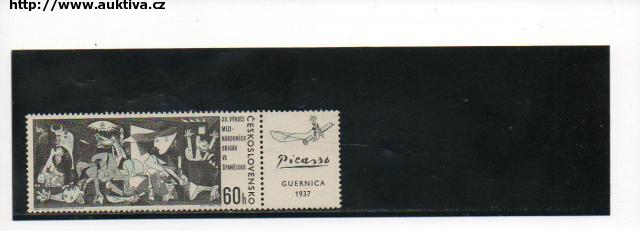 http://www.auktiva.cz
30. VÝROČÍ
MEZI-
NÁRODNÍCH
BRIGÁD
VE
ŠPANĚLSKU
60h
ČESKOSLOVENSKO
Picasso
GUERNICA
1937